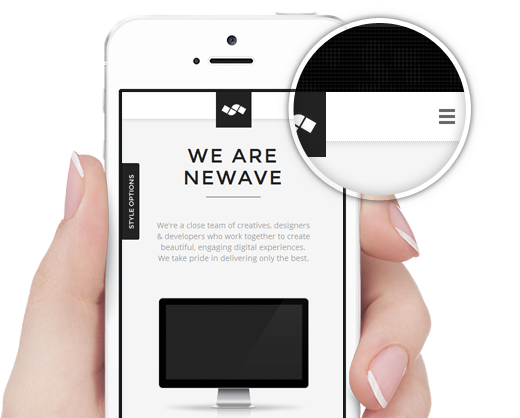 WE ARE
NEWAVE
STYLE OPTIONS
We're a close team of creatives, designers
& developers who work together to create
beautiful, engaging digital experiences.
We take pride in delivering only the best.